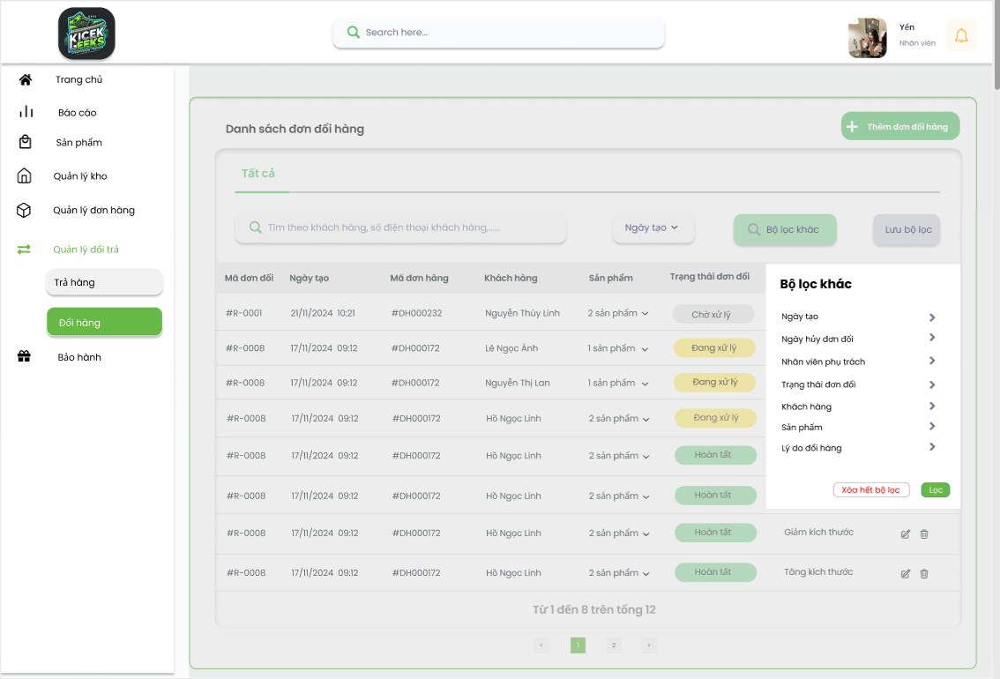 KICEK
GEEKS
Search here...
Yến
Nhân viên
Trang chủ
Báo cáo
Sản phẩm
Quản lý kho
Quản lý đơn hàng
Quản lý đổi trả
Trả hàng
Đổi hàng
Bảo hành
Danh sách đơn đổi hàng
Thêm đơn đổi hàng
Tất cả
Tìm theo khách hàng, số điện thoại khách hàng,.....
Ngày tạo
Bộ lọc khác
Lưu bộ lọc
Mã đơn đổi Ngày tạo Mã đơn hàng Khách hàng Sản phẩm Trạng thái đơn đổi
#R-0001 21/11/2024 10:21 #DH000232 Nguyễn Thùy Linh 2 sản phẩm Chờ xử lý
#R-0008 17/11/2024 09:12 #DH000172 Lê Ngọc Ánh 1 sản phẩm Đang xử lý
#R-0008 17/11/2024 09:12 #DH000172 Nguyễn Thị Lan 1 sản phẩm Đang xử lý
#R-0008 17/11/2024 09:12 #DH000172 Hồ Ngọc Linh 2 sản phẩm Đang xử lý
#R-0008 17/11/2024 09:12 #DH000172 Hồ Ngọc Linh 2 sản phẩm Hoàn tất
#R-0008 17/11/2024 09:12 #DH000172 Hồ Ngọc Linh 2 sản phẩm Hoàn tất
#R-0008 17/11/2024 09:12 #DH000172 Hồ Ngọc Linh 2 sản phẩm Hoàn tất Giảm kích thước
#R-0008 17/11/2024 09:12 #DH000172 Hồ Ngọc Linh 2 sản phẩm Hoàn tất Tăng kích thước
Bộ lọc khác
Ngày tạo
Ngày hủy đơn đổi
Nhân viên phụ trách
Trạng thái đơn đổi
Khách hàng
Sản phẩm
Lý do đổi hàng
Xóa hết bộ lọc
Lọc
Từ 1 đến 8 trên tổng 12
< 1 2 >